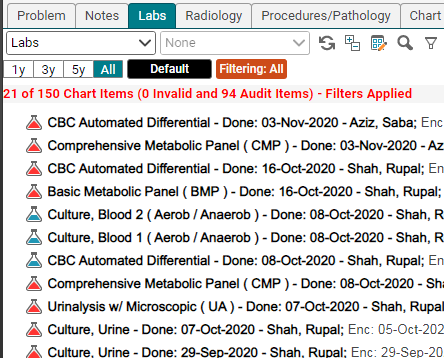 Problem Notes Labs Radiology Procedures/Pathology Chart
Labs None
1y 3y 5y All Default Filtering: All
21 of 150 Chart Items (0 Invalid and 94 Audit Items) - Filters Applied
CBC Automated Differential - Done: 03-Nov-2020 - Aziz, Saba; Enc
Comprehensive Metabolic Panel ( CMP ) - Done: 03-Nov-2020 - Az
CBC Automated Differential - Done: 16-Oct-2020 - Shah, Rupal; En
Basic Metabolic Panel ( BMP ) - Done: 16-Oct-2020 - Shah, Rupal;
Culture, Blood 2 ( Aerob / Anaerob ) - Done: 08-Oct-2020 - Shah, R
Culture, Blood 1 ( Aerob / Anaerob ) - Done: 08-Oct-2020 - Shah, R
CBC Automated Differential - Done: 08-Oct-2020 - Shah, Rupal; En
Comprehensive Metabolic Panel ( CMP ) - Done: 08-Oct-2020 - Sh
Urinalysis w/ Microscopic ( UA ) - Done: 07-Oct-2020 - Shah, Rupal
Culture, Urine - Done: 07-Oct-2020 - Shah, Rupal; Enc: 05-Oct-202
Culture, Urine - Done: 29-Sep-2020 - Shah, Rupal; Enc: 29-Sep-20